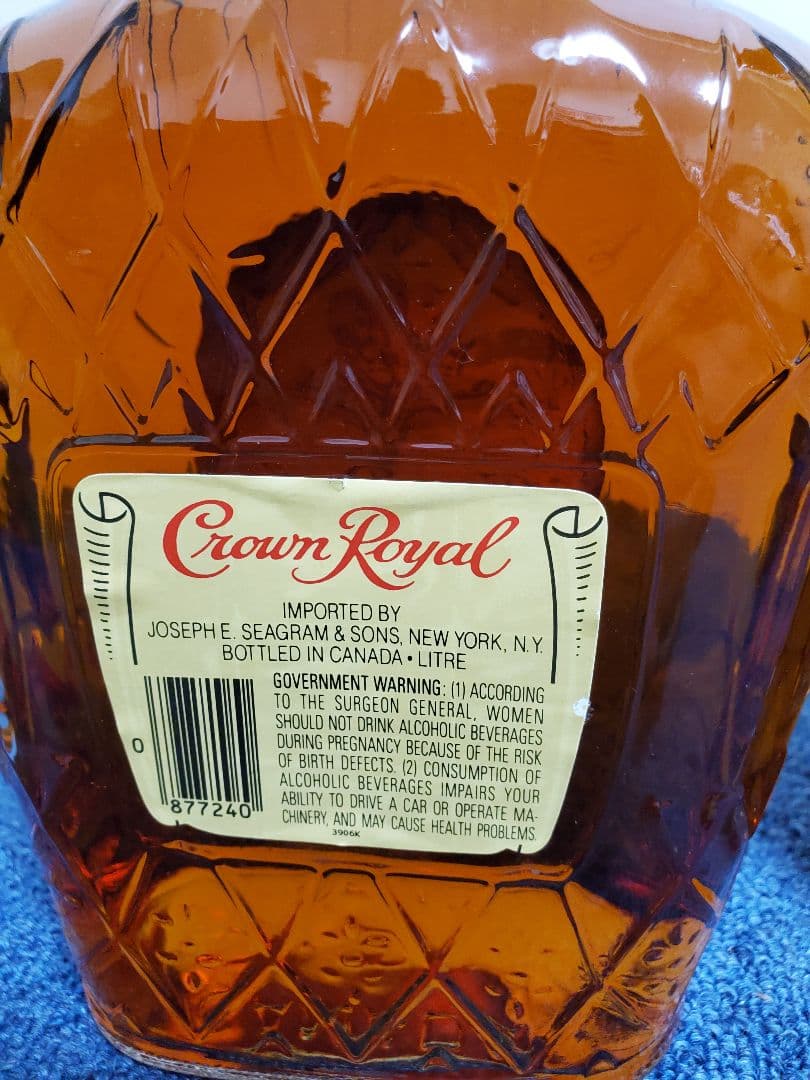 Crown Royal
IMPORTED BY
JOSEPH E. SEAGRAM & SONS, NEW YORK, N.Y.
BOTTLED IN CANADA • LITRE
GOVERNMENT WARNING: (1) ACCORDING
TO THE SURGEON GENERAL, WOMEN
SHOULD NOT DRINK ALCOHOLIC BEVERAGES
DURING PREGNANCY BECAUSE OF THE RISK
OF BIRTH DEFECTS. (2) CONSUMPTION OF
ALCOHOLIC BEVERAGES IMPAIRS YOUR
ABILITY TO DRIVE A CAR OR OPERATE MA-
CHINERY, AND MAY CAUSE HEALTH PROBLEMS.
0
877240
3906K